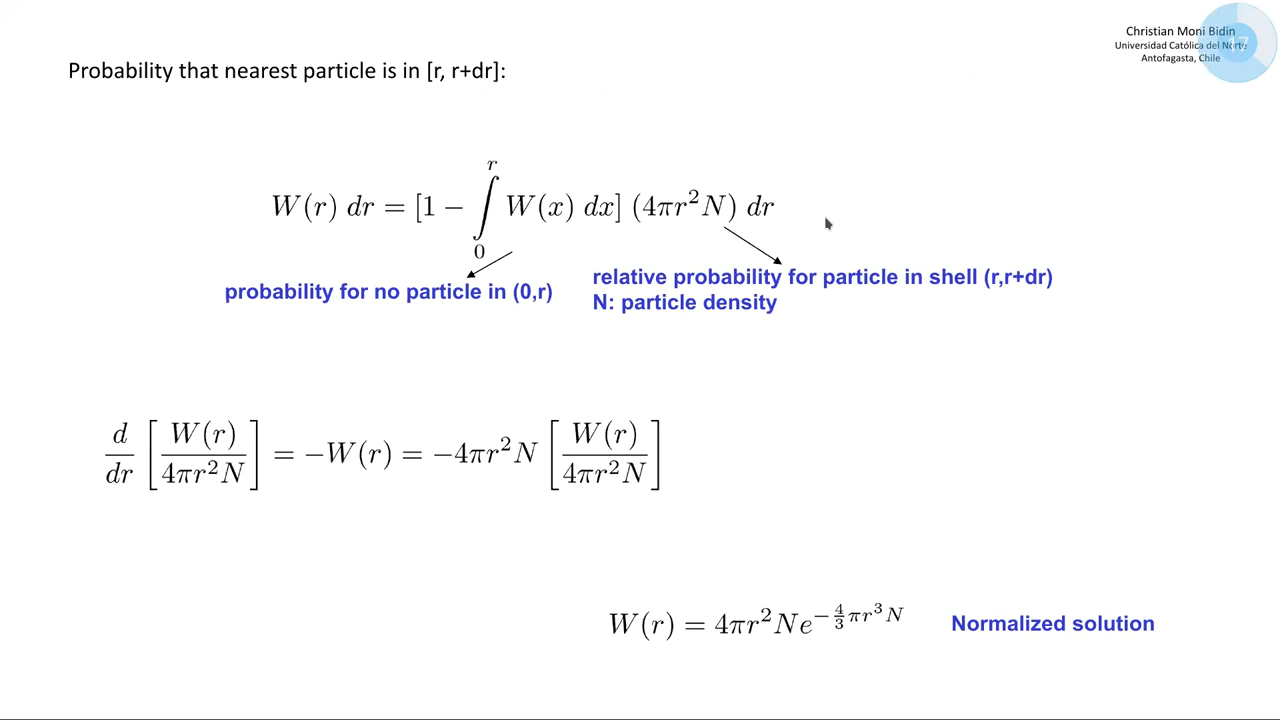 Christian Moni Bidin
Universidad Católica del Norte
Antofagasta, Chile
17
Probability that nearest particle is in [r, r+dr]:
W(r) dr = [1 − ∫₀ʳ W(x) dx] (4πr²N) dr
probability for no particle in (0,r)
relative probability for particle in shell (r,r+dr)
N: particle density
d/dr [W(r)/4πr²N] = −W(r) = −4πr²N [W(r)/4πr²N]
W(r) = 4πr²Ne^{−4/3 πr³N}
Normalized solution